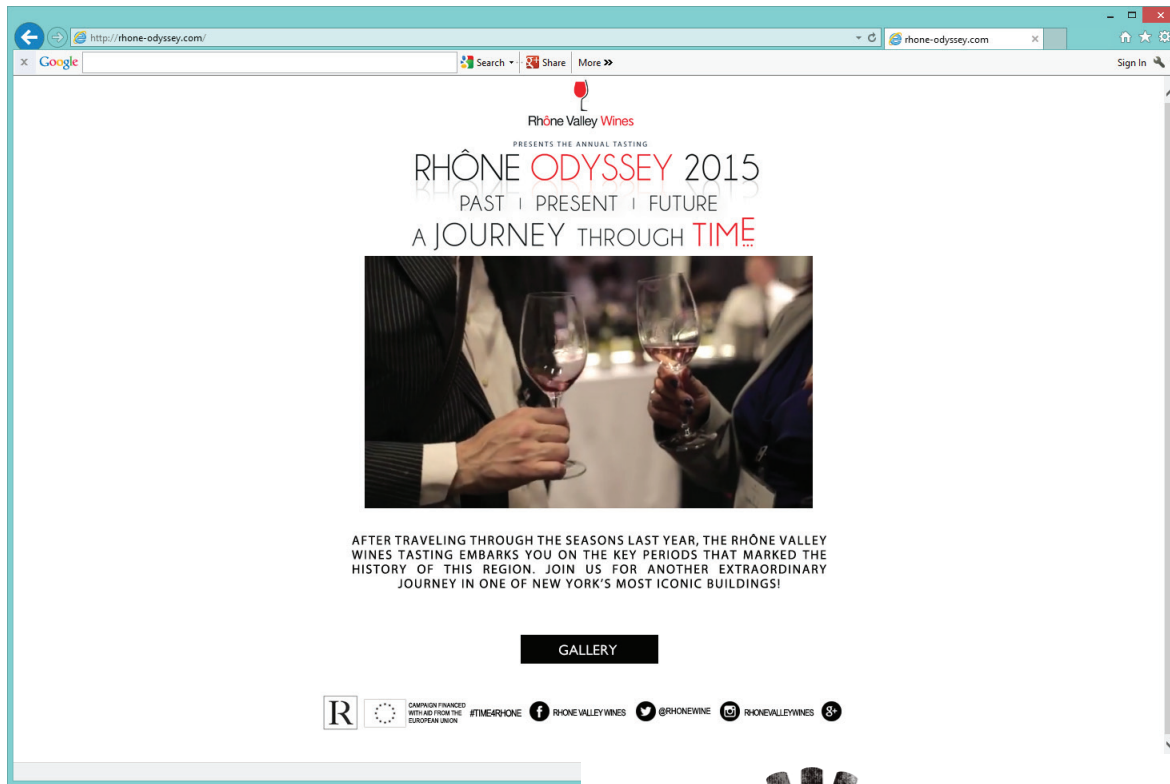 http://rhone-odyssey.com/
rhone-odyssey.com
x Google
Search
Share
More »
Sign In
Rhône Valley Wines
PRESENTS THE ANNUAL TASTING
RHÔNE ODYSSEY 2015
PAST | PRESENT | FUTURE
A JOURNEY THROUGH TIME
AFTER TRAVELING THROUGH THE SEASONS LAST YEAR, THE RHÔNE VALLEY
WINES TASTING EMBARKS YOU ON THE KEY PERIODS THAT MARKED THE
HISTORY OF THIS REGION. JOIN US FOR ANOTHER EXTRAORDINARY
JOURNEY IN ONE OF NEW YORK'S MOST ICONIC BUILDINGS!
GALLERY
R
CAMPAIGN FINANCED
WITH AID FROM THE
EUROPEAN UNION
#TIME4RHONE
f RHONE VALLEY WINES
@RHONEWINE
RHONEVALLEYWINES
8+